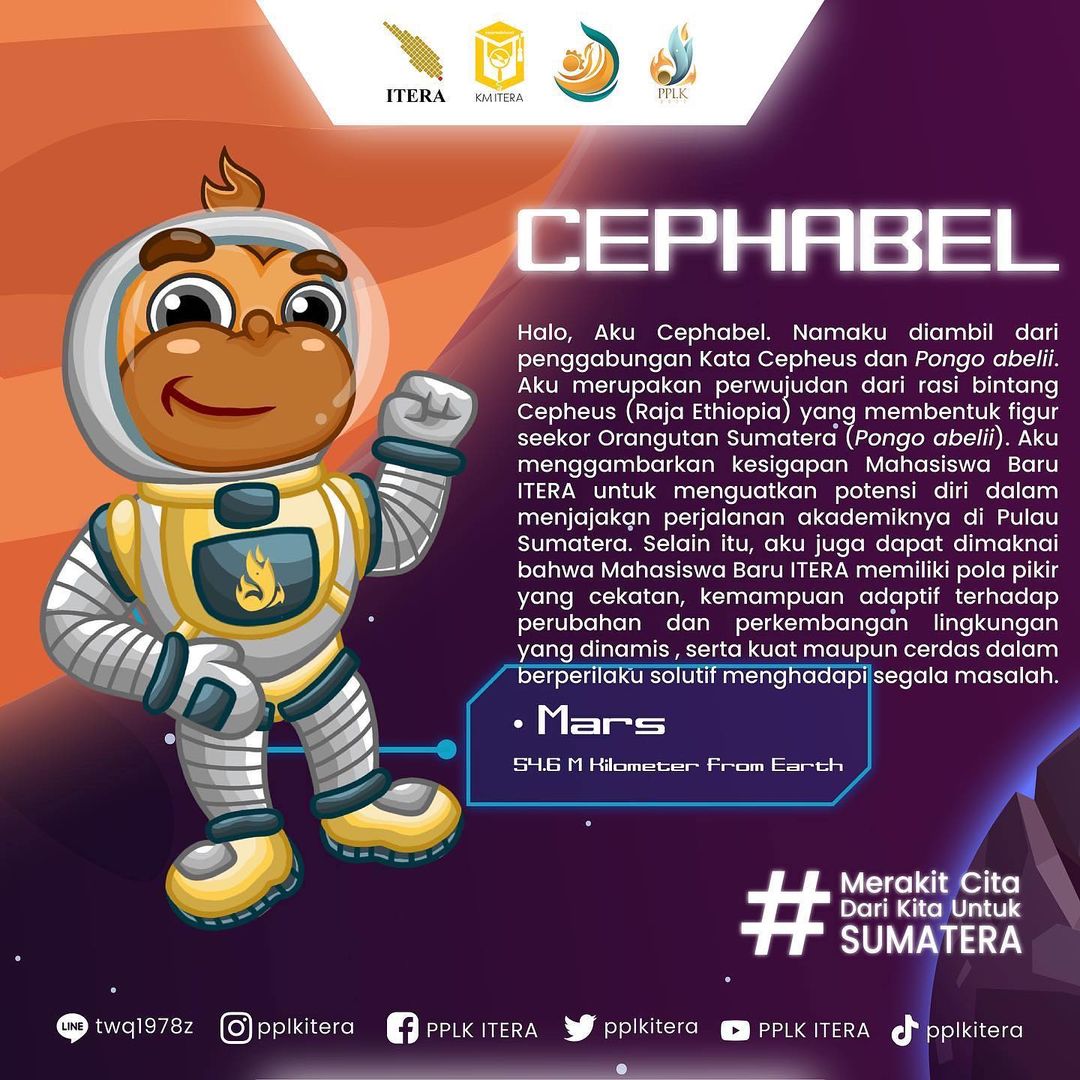 ITERA
KM ITERA
PPLK
CEPHABEL
Halo, Aku Cephabel. Namaku diambil dari
penggabungan Kata Cepheus dan Pongo abelii.
Aku merupakan perwujudan dari rasi bintang
Cepheus (Raja Ethiopia) yang membentuk figur
seekor Orangutan Sumatera (Pongo abelii). Aku
menggambarkan kesigapan Mahasiswa Baru
ITERA untuk menguatkan potensi diri dalam
menjajakan perjalanan akademiknya di Pulau
Sumatera. Selain itu, aku juga dapat dimaknai
bahwa Mahasiswa Baru ITERA memiliki pola pikir
yang cekatan, kemampuan adaptif terhadap
perubahan dan perkembangan lingkungan
yang dinamis , serta kuat maupun cerdas dalam
berperilaku solutif menghadapi segala masalah.
• Mars
54.6 M Kilometer From Earth
# Merakit Cita
Dari Kita Untuk
SUMATERA
LINE twq1978z pplkitera PPLK ITERA pplkitera PPLK ITERA pplkitera